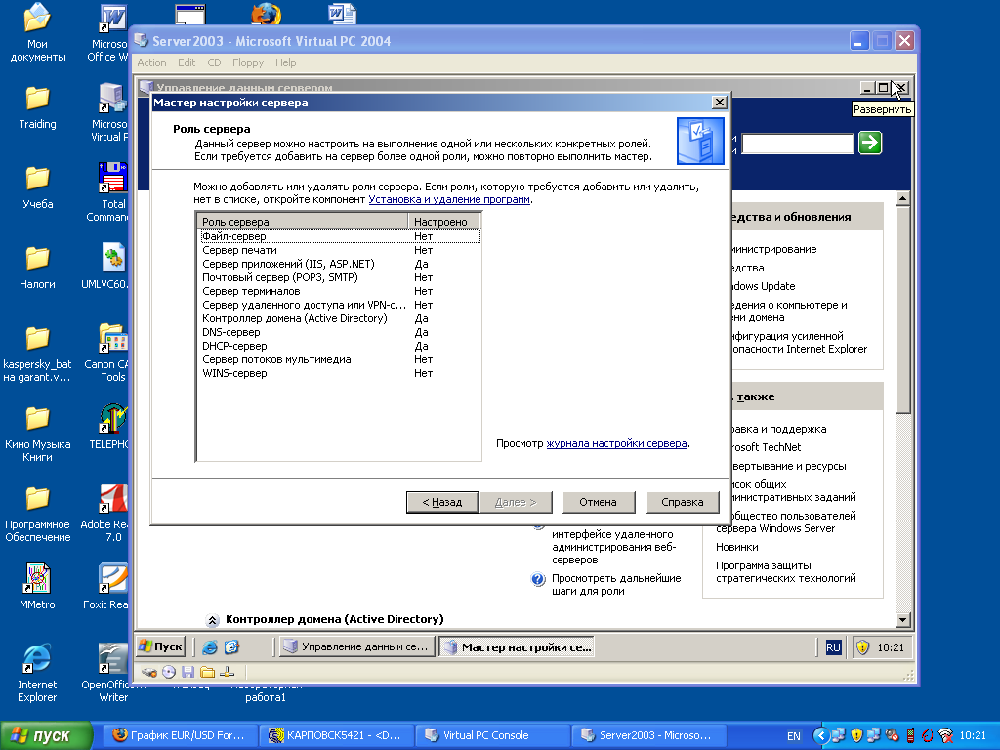 Мои документы
Microso
Office W
Traiding
Microso
Virtual P
Учеба
Total
Comman
Налоги
UMLVC60.
kaspersky_bat
на garant.v...
Canon CA
Tools
Кино Музыка
Книги
TELEPHO
Программное
Обеспечение
Adobe Rea
7.0
MMetro
Foxit Rea
Internet
Explorer
OpenOffic
Writer
работа1
Server2003 - Microsoft Virtual PC 2004
Action Edit CD Floppy Help
Управление данным сервером
Развернуть
Мастер настройки сервера
Роль сервера
Данный сервер можно настроить на выполнение одной или нескольких конкретных ролей.
Если требуется добавить на сервер более одной роли, можно повторно выполнить мастер.
Можно добавлять или удалять роли сервера. Если роли, которую требуется добавить или удалить,
нет в списке, откройте компонент Установка и удаление программ.
Роль сервера Настроено
Файл-сервер Нет
Сервер печати Нет
Сервер приложений (IIS, ASP.NET) Да
Почтовый сервер (POP3, SMTP) Нет
Сервер терминалов Нет
Сервер удаленного доступа или VPN-с... Нет
Контроллер домена (Active Directory) Да
DNS-сервер Да
DHCP-сервер Да
Сервер потоков мультимедиа Нет
WINS-сервер Нет
Просмотр журнала настройки сервера.
< Назад Далее > Отмена Справка
едства и обновления
министрирование
едства
ndows Update
едения о компьютере и
ени домена
нфигурация усиленной
опасности Internet Explorer
. также
равка и поддержка
rosoft TechNet
вертывание и ресурсы
исок общих
министративных заданий
общество пользователей
сервера Windows Server
Новинки
Программа защиты
стратегических технологий
интерфейсе удаленного
администрирования веб-
серверов
Просмотреть дальнейшие
шаги для роли
Контроллер домена (Active Directory)
Пуск Управление данным се... Мастер настройки се... RU 10:21
пуск График EUR/USD For... КАРПОВСК5421 - <D... Virtual PC Console Server2003 - Microso... EN 10:21